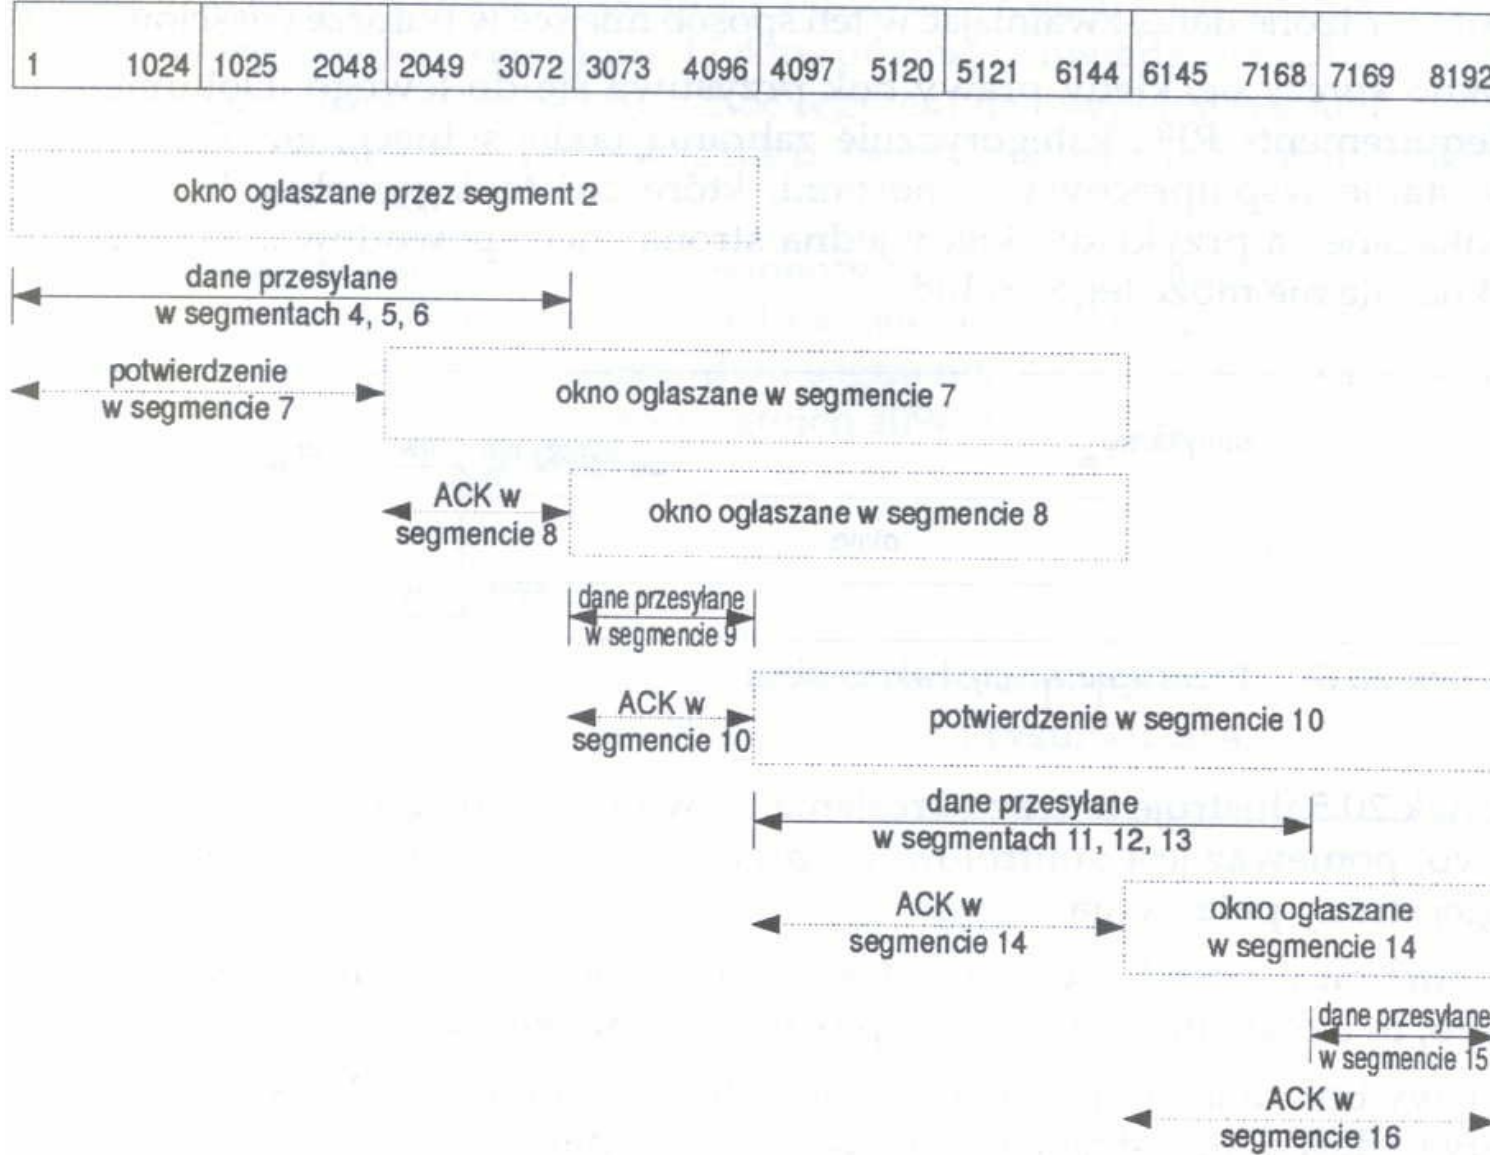 1 1024 1025 2048 2049 3072 3073 4096 4097 5120 5121 6144 6145 7168 7169 8192
okno ogłaszane przez segment 2
dane przesyłane
w segmentach 4, 5, 6
potwierdzenie
w segmencie 7
okno ogłaszane w segmencie 7
ACK w
segmencie 8
okno ogłaszane w segmencie 8
dane przesyłane
w segmencie 9
ACK w
segmencie 10
potwierdzenie w segmencie 10
dane przesyłane
w segmentach 11, 12, 13
ACK w
segmencie 14
okno ogłaszane
w segmencie 14
dane przesyłane
w segmencie 15
ACK w
segmencie 16